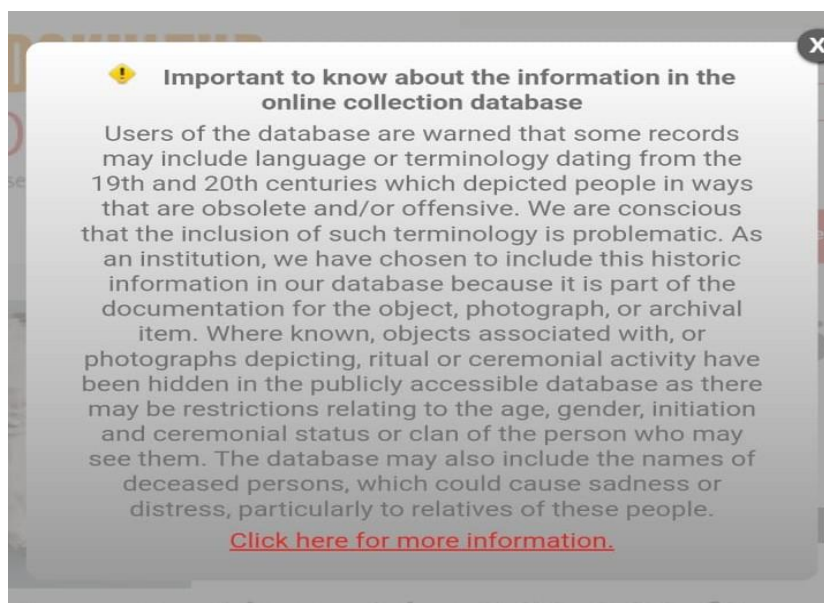 X
Important to know about the information in the
online collection database
Users of the database are warned that some records
may include language or terminology dating from the
19th and 20th centuries which depicted people in ways
that are obsolete and/or offensive. We are conscious
that the inclusion of such terminology is problematic. As
an institution, we have chosen to include this historic
information in our database because it is part of the
documentation for the object, photograph, or archival
item. Where known, objects associated with, or
photographs depicting, ritual or ceremonial activity have
been hidden in the publicly accessible database as there
may be restrictions relating to the age, gender, initiation
and ceremonial status or clan of the person who may
see them. The database may also include the names of
deceased persons, which could cause sadness or
distress, particularly to relatives of these people.
Click here for more information.